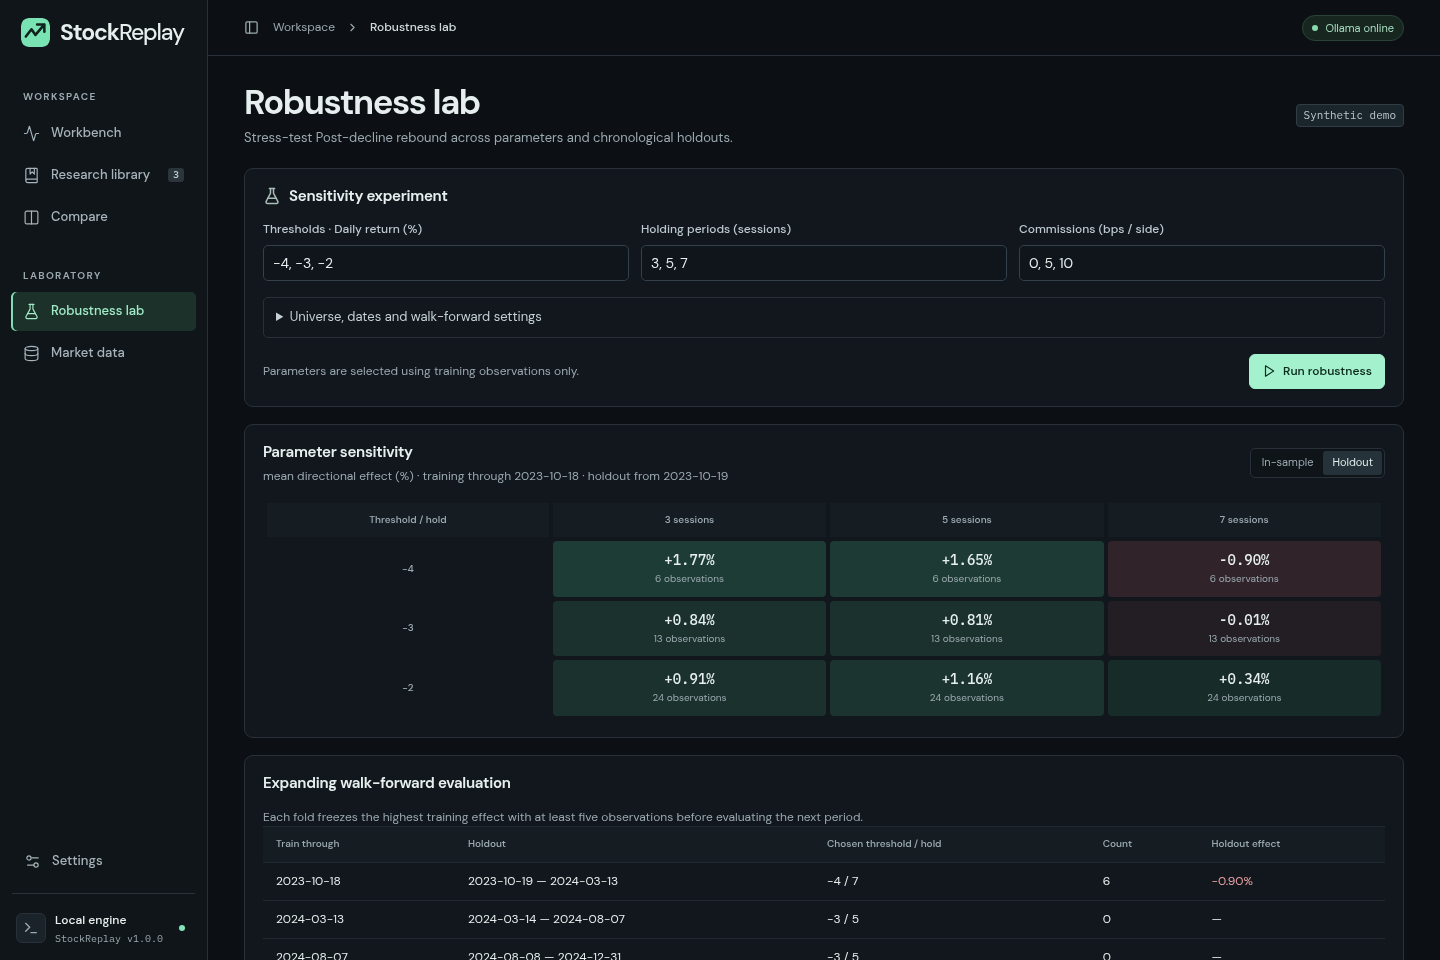 StockReplay
WORKSPACE
Workbench
Research library 3
Compare
LABORATORY
Robustness lab
Market data
Settings
Local engine
StockReplay v1.0.0
Workspace > Robustness lab
Ollama online
Robustness lab
Stress-test Post-decline rebound across parameters and chronological holdouts.
Synthetic demo
Sensitivity experiment
Thresholds · Daily return (%) Holding periods (sessions) Commissions (bps / side)
-4, -3, -2 3, 5, 7 0, 5, 10
Universe, dates and walk-forward settings
Parameters are selected using training observations only.
Run robustness
Parameter sensitivity
mean directional effect (%) · training through 2023-10-18 · holdout from 2023-10-19
In-sample Holdout
Threshold / hold 3 sessions 5 sessions 7 sessions
-4 +1.77% +1.65% -0.90%
6 observations 6 observations 6 observations
-3 +0.84% +0.81% -0.01%
13 observations 13 observations 13 observations
-2 +0.91% +1.16% +0.34%
24 observations 24 observations 24 observations
Expanding walk-forward evaluation
Each fold freezes the highest training effect with at least five observations before evaluating the next period.
Train through Holdout Chosen threshold / hold Count Holdout effect
2023-10-18 2023-10-19 — 2024-03-13 -4 / 7 6 -0.90%
2024-03-13 2024-03-14 — 2024-08-07 -3 / 5 0 —
2024-08-07 2024-08-08 — 2024-12-31 -3 / 5 0 —